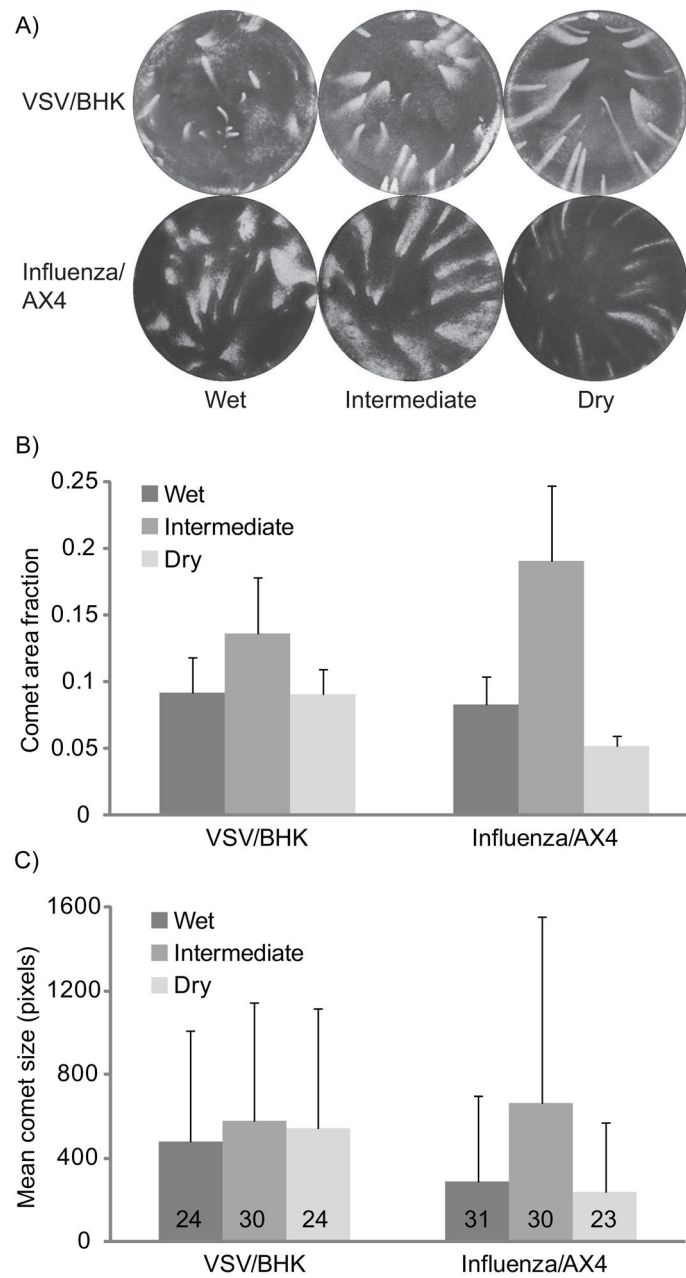 A)
VSV/BHK
Influenza/
AX4
Wet Intermediate Dry
B)
Comet area fraction
0.25
0.2
0.15
0.1
0.05
0
Wet
Intermediate
Dry
VSV/BHK Influenza/AX4
C)
Mean comet size (pixels)
1600
1200
800
400
0
Wet
Intermediate
Dry
24 30 24 31 30 23
VSV/BHK Influenza/AX4